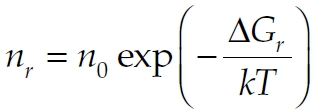 n_r = n_0 exp(−ΔG_r/kT)